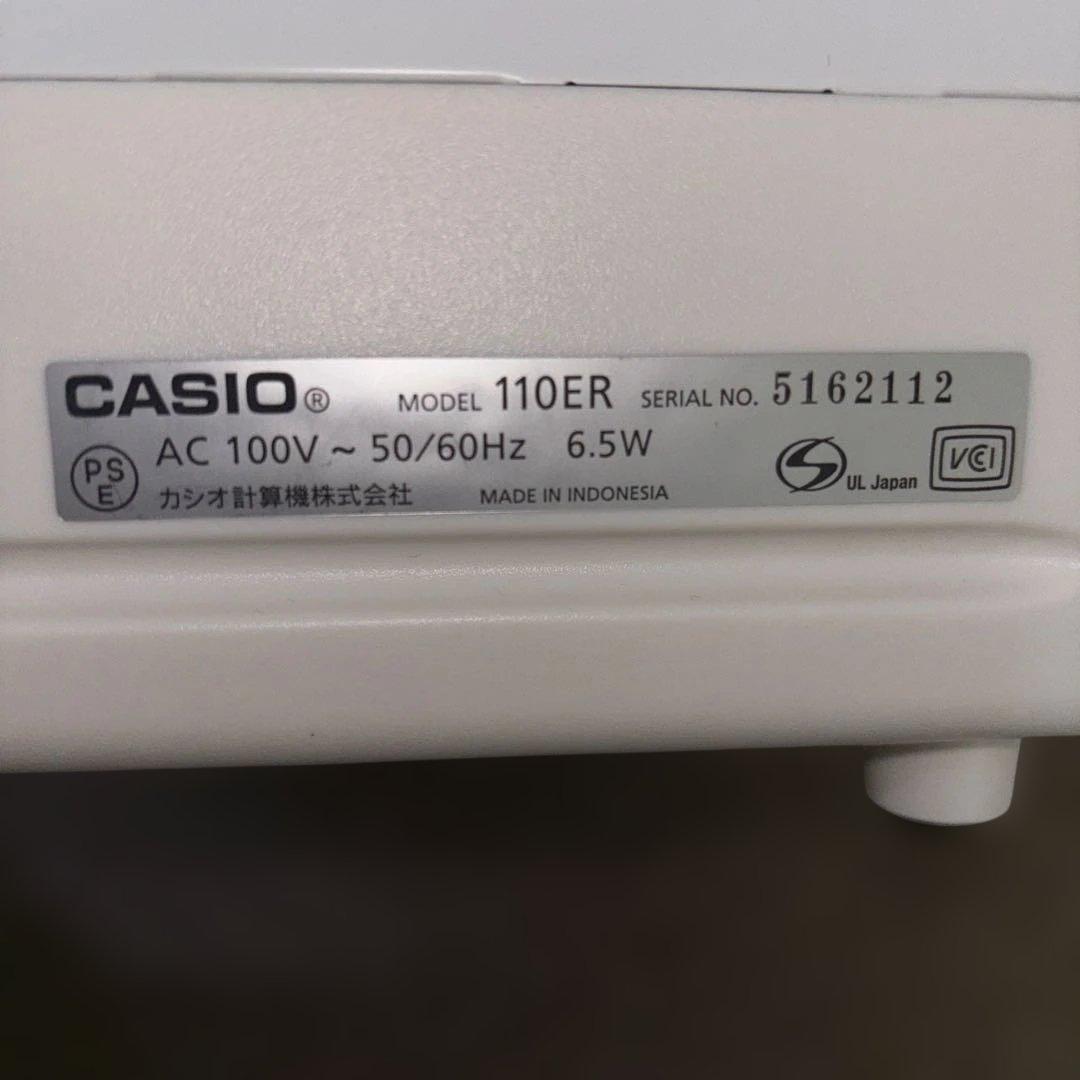 CASIO® MODEL 110ER SERIAL NO. 5162112
PS E AC 100V ~ 50/60Hz 6.5W
カシオ計算機株式会社 MADE IN INDONESIA
S UL Japan VCI